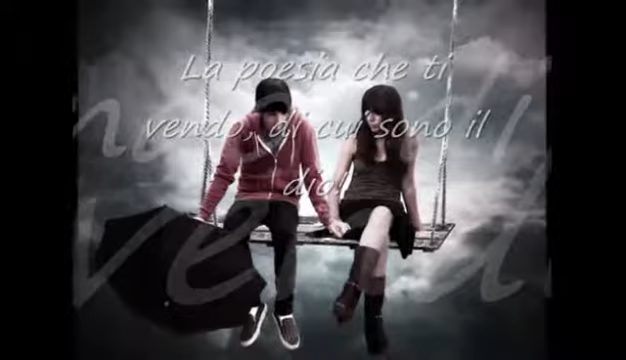 La poesia che ti
vendo, di cui sono il
dio!